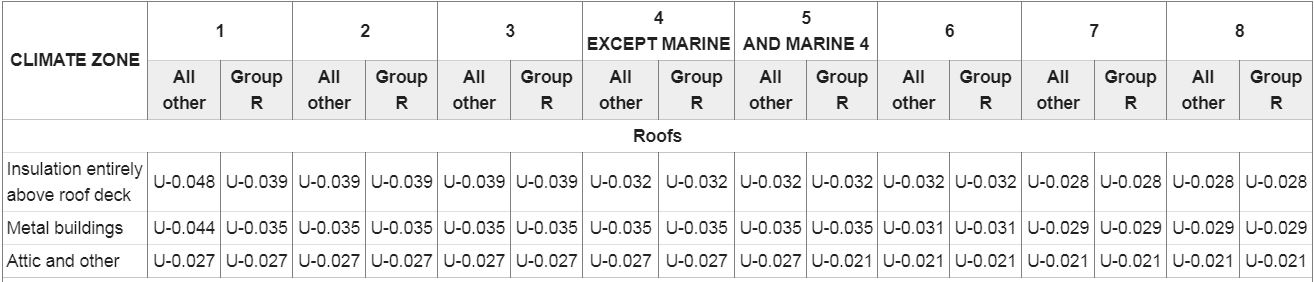 CLIMATE ZONE 1 2 3 4 EXCEPT MARINE 5 AND MARINE 4 6 7 8
All other Group R All other Group R All other Group R All other Group R All other Group R All other Group R All other Group R All other Group R
Roofs
Insulation entirely above roof deck U-0.048 U-0.039 U-0.039 U-0.039 U-0.039 U-0.039 U-0.032 U-0.032 U-0.032 U-0.032 U-0.032 U-0.032 U-0.028 U-0.028 U-0.028 U-0.028
Metal buildings U-0.044 U-0.035 U-0.035 U-0.035 U-0.035 U-0.035 U-0.035 U-0.035 U-0.035 U-0.035 U-0.031 U-0.031 U-0.029 U-0.029 U-0.029 U-0.029
Attic and other U-0.027 U-0.027 U-0.027 U-0.027 U-0.027 U-0.027 U-0.027 U-0.027 U-0.027 U-0.021 U-0.021 U-0.021 U-0.021 U-0.021 U-0.021 U-0.021